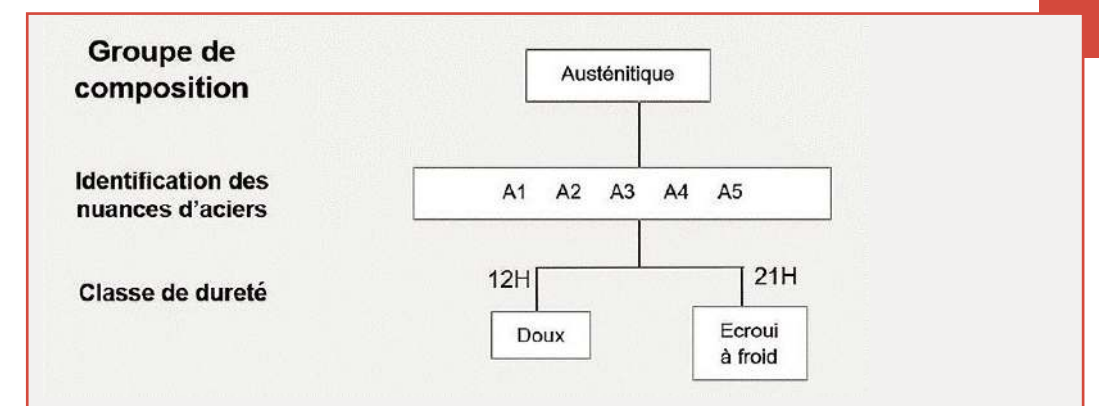 Groupe de
composition
Austénitique
Identification des
nuances d'aciers
A1 A2 A3 A4 A5
Classe de dureté
12H
21H
Doux
Ecroui
à froid